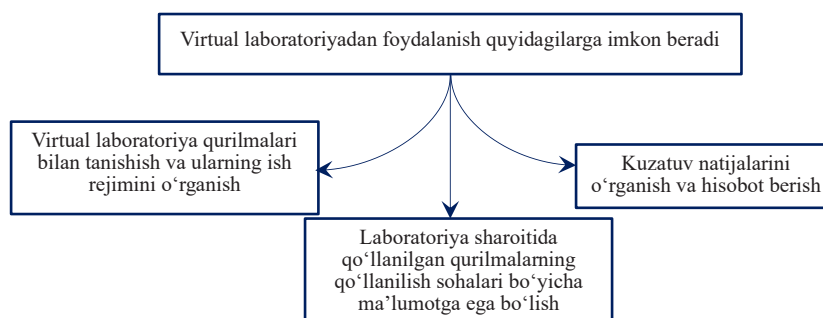 Virtual laboratoriyadan foydalanish quyidagilarga imkon beradi
Virtual laboratoriya qurilmalari
bilan tanishish va ularning ish
rejimini o‘rganish
Kuzatuv natijalarini
o‘rganish va hisobot berish
Laboratoriya sharoitida
qo‘llanilgan qurilmalarning
qo‘llanilish sohalari bo‘yicha
ma’lumotga ega bo‘lish